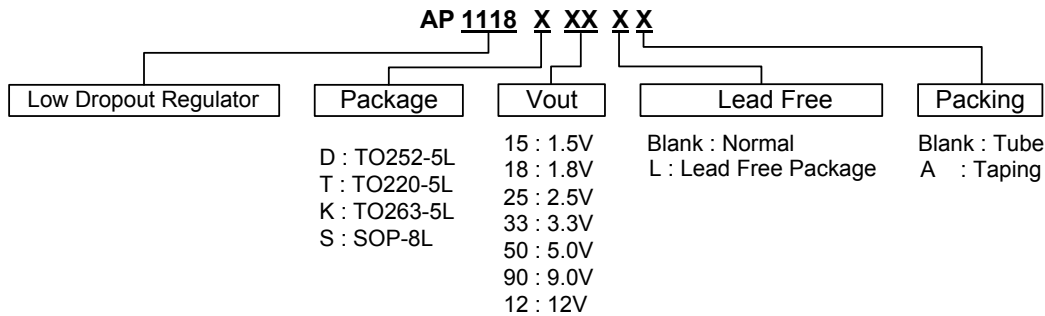 AP 1118 X XX X X
Low Dropout Regulator
Package
D : TO252-5L
T : TO220-5L
K : TO263-5L
S : SOP-8L
Vout
15 : 1.5V
18 : 1.8V
25 : 2.5V
33 : 3.3V
50 : 5.0V
90 : 9.0V
12 : 12V
Lead Free
Blank : Normal
L : Lead Free Package
Packing
Blank : Tube
A : Taping